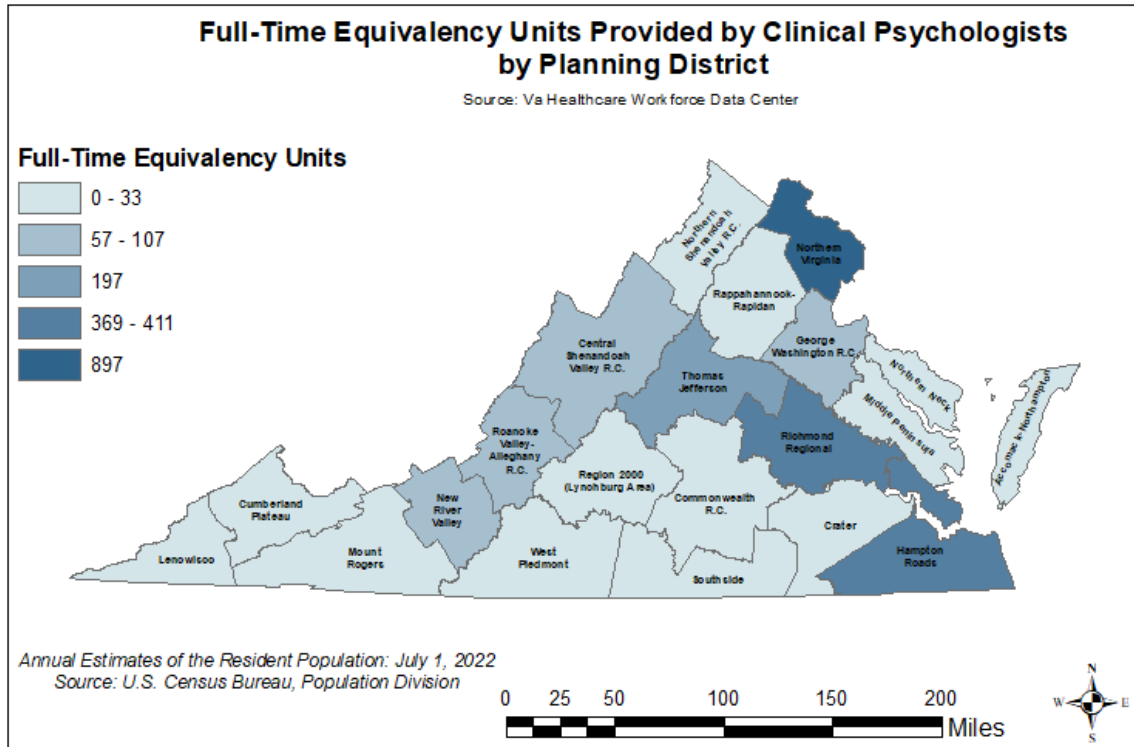 Full-Time Equivalency Units Provided by Clinical Psychologists
by Planning District
Source: Va Healthcare Workforce Data Center
Full-Time Equivalency Units
0 - 33
57 - 107
197
369 - 411
897
Northern
Shenandoah
Valley R.C.
Northern
Virginia
Rappahannook-
Rapidan
Central
Shenandoah
Valley R.C.
George
Washington R.C.
Northern Neck
Thomas
Jefferson
Middle Peninsula
Accomack-Northampton
Roanoke
Valley-
Alleghany
R.C.
Richmond
Regional
Region 2000
(Lynchburg Area)
Commonwealth
R.C.
New
River
Valley
Cumberland
Plateau
Crater
Lenowisco
Mount
Rogers
West
Piedmont
Southside
Hampton
Roads
Annual Estimates of the Resident Population: July 1, 2022
Source: U.S. Census Bureau, Population Division
0 25 50 100 150 200
Miles
N
W E
S